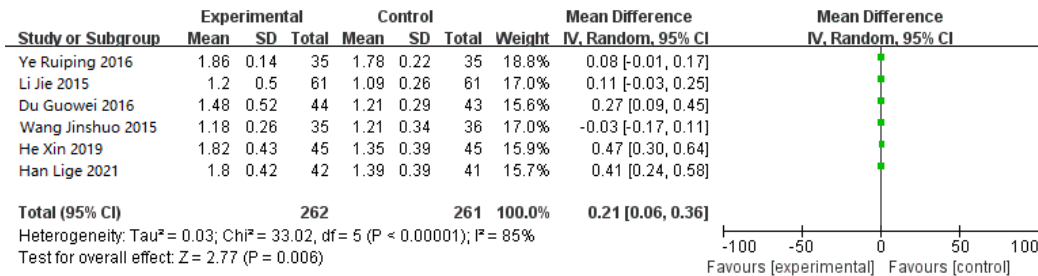 Experimental Control Mean Difference Mean Difference
Study or Subgroup Mean SD Total Mean SD Total Weight IV, Random, 95% CI IV, Random, 95% CI
Ye Ruiping 2016 1.86 0.14 35 1.78 0.22 35 18.8% 0.08 [-0.01, 0.17]
Li Jie 2015 1.2 0.5 61 1.09 0.26 61 17.0% 0.11 [-0.03, 0.25]
Du Guowei 2016 1.48 0.52 44 1.21 0.29 43 15.6% 0.27 [0.09, 0.45]
Wang Jinshuo 2015 1.18 0.26 35 1.21 0.34 36 17.0% -0.03 [-0.17, 0.11]
He Xin 2019 1.82 0.43 45 1.35 0.39 45 15.9% 0.47 [0.30, 0.64]
Han Lige 2021 1.8 0.42 42 1.39 0.39 41 15.7% 0.41 [0.24, 0.58]
Total (95% CI) 262 261 100.0% 0.21 [0.06, 0.36]
Heterogeneity: Tau² = 0.03; Chi² = 33.02, df = 5 (P < 0.00001); I² = 85%
Test for overall effect: Z = 2.77 (P = 0.006)
-100 -50 0 50 100
Favours [experimental] Favours [control]